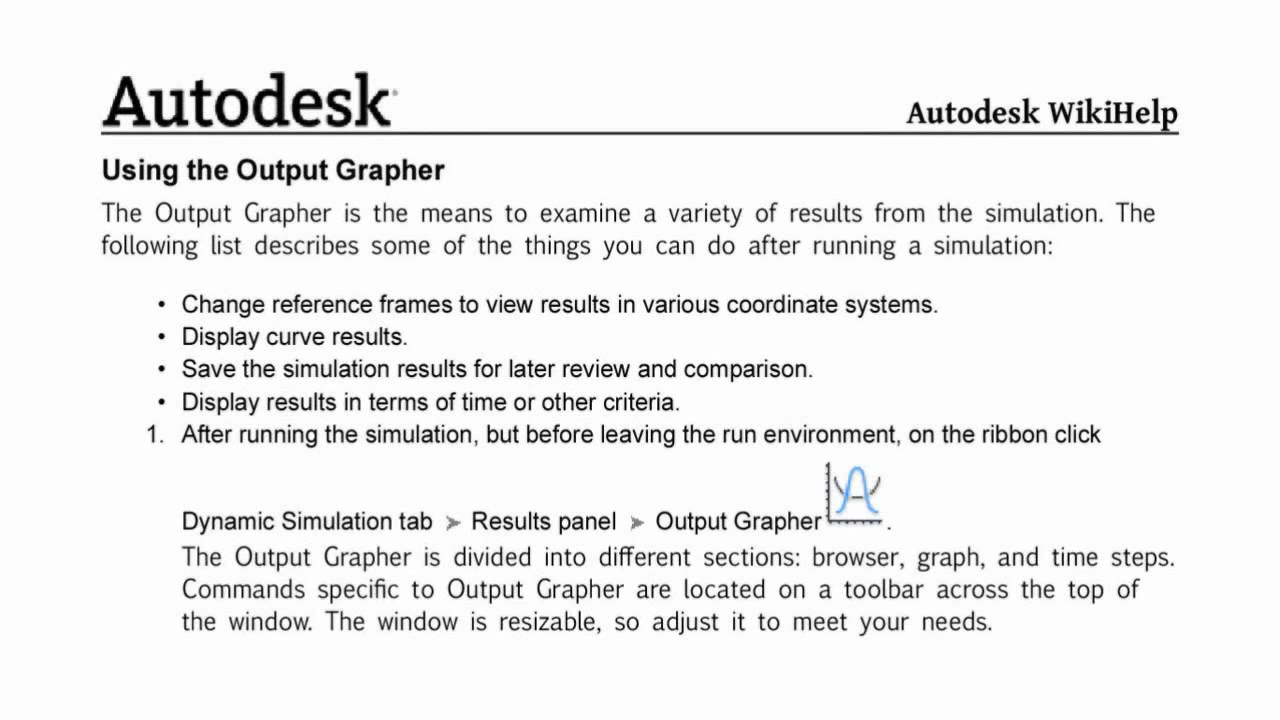 Autodesk
Autodesk WikiHelp
Using the Output Grapher
The Output Grapher is the means to examine a variety of results from the simulation. The
following list describes some of the things you can do after running a simulation:
• Change reference frames to view results in various coordinate systems.
• Display curve results.
• Save the simulation results for later review and comparison.
• Display results in terms of time or other criteria.
1. After running the simulation, but before leaving the run environment, on the ribbon click
Dynamic Simulation tab ➤ Results panel ➤ Output Grapher .
The Output Grapher is divided into different sections: browser, graph, and time steps.
Commands specific to Output Grapher are located on a toolbar across the top of
the window. The window is resizable, so adjust it to meet your needs.